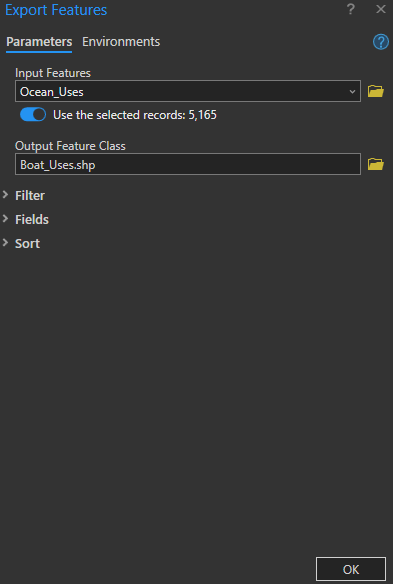 Export Features ? ×
Parameters Environments ?
Input Features
Ocean_Uses
Use the selected records: 5,165
Output Feature Class
Boat_Uses.shp
Filter
Fields
Sort
OK